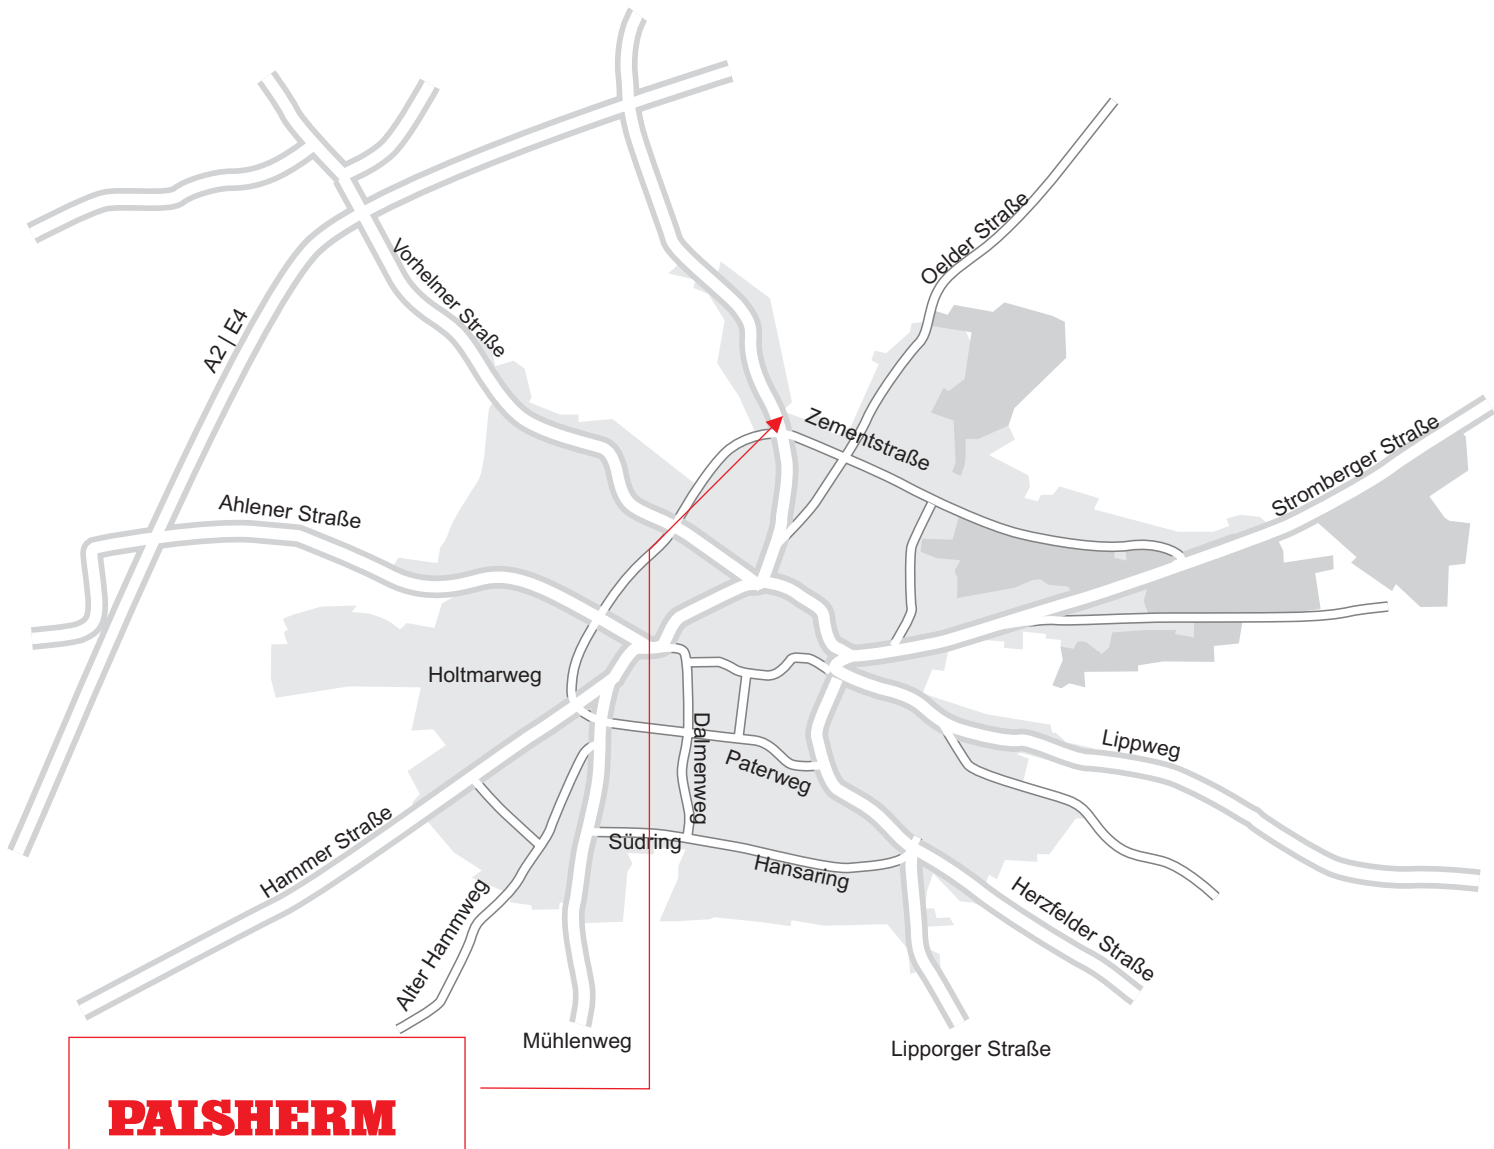 Oelder Straße
Vorhelmer Straße
A2 | E4
Zementstraße
Stromberger Straße
Ahlener Straße
Holtmarweg
Dalmenweg
Paterweg
Lippweg
Hammer Straße
Südring
Hansaring
Alter Hammweg
Herzfelder Straße
Mühlenweg
Lipporger Straße
PALSHERM